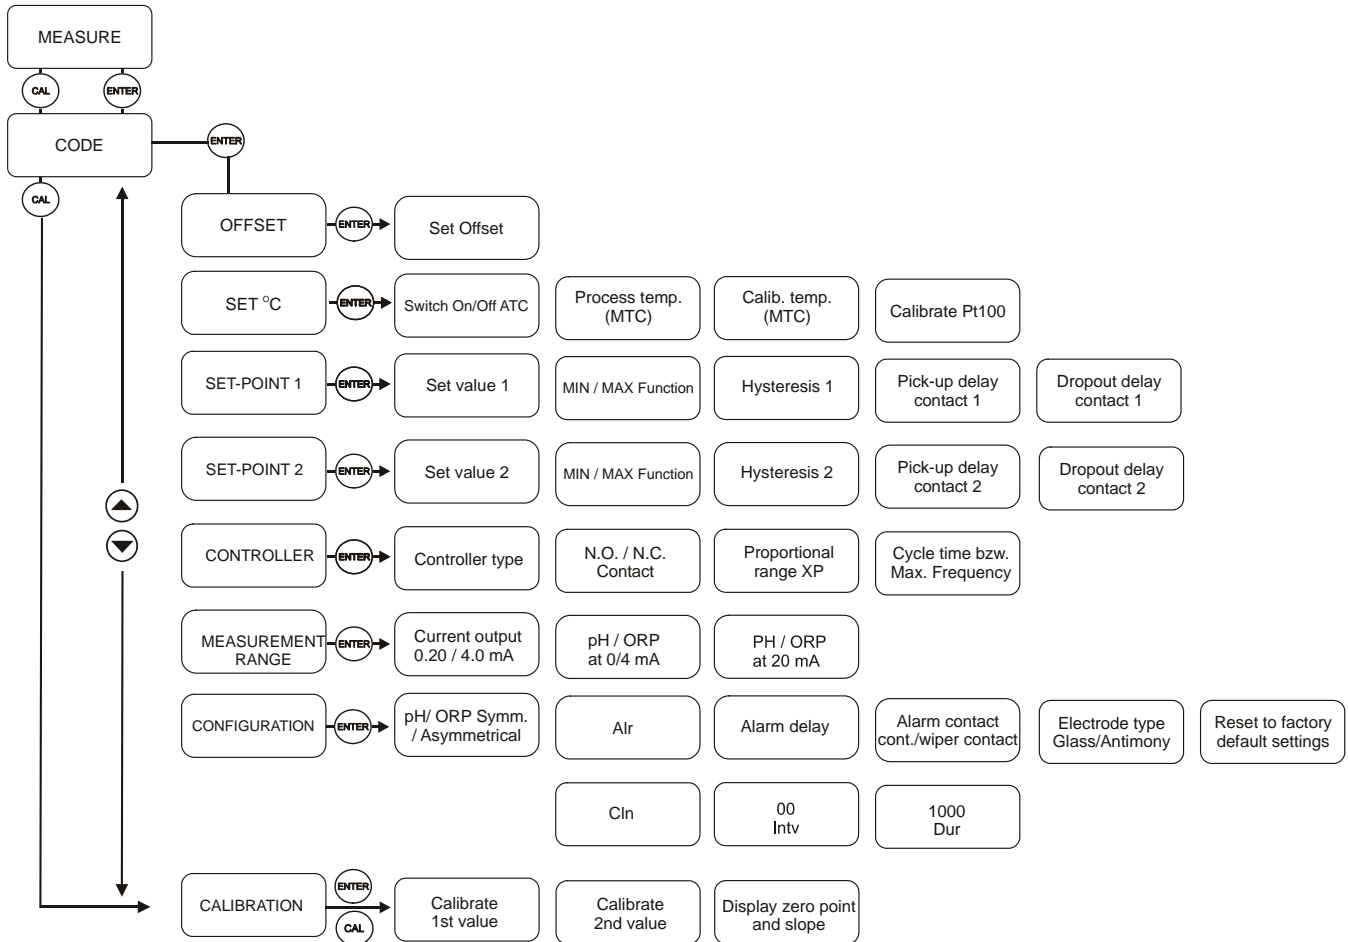 MEASURE
CAL
ENTER
CODE
ENTER
CAL
OFFSET
ENTER
Set Offset
SET °C
ENTER
Switch On/Off ATC
Process temp.
(MTC)
Calib. temp.
(MTC)
Calibrate Pt100
SET-POINT 1
ENTER
Set value 1
MIN / MAX Function
Hysteresis 1
Pick-up delay
contact 1
Dropout delay
contact 1
SET-POINT 2
ENTER
Set value 2
MIN / MAX Function
Hysteresis 2
Pick-up delay
contact 2
Dropout delay
contact 2
CONTROLLER
ENTER
Controller type
N.O. / N.C.
Contact
Proportional
range XP
Cycle time bzw.
Max. Frequency
MEASUREMENT
RANGE
ENTER
Current output
0.20 / 4.0 mA
pH / ORP
at 0/4 mA
PH / ORP
at 20 mA
CONFIGURATION
ENTER
pH/ ORP Symm.
/ Asymmetrical
Alr
Alarm delay
Alarm contact
cont./wiper contact
Electrode type
Glass/Antimony
Reset to factory
default settings
Cln
00
Intv
1000
Dur
CALIBRATION
ENTER
CAL
Calibrate
1st value
Calibrate
2nd value
Display zero point
and slope